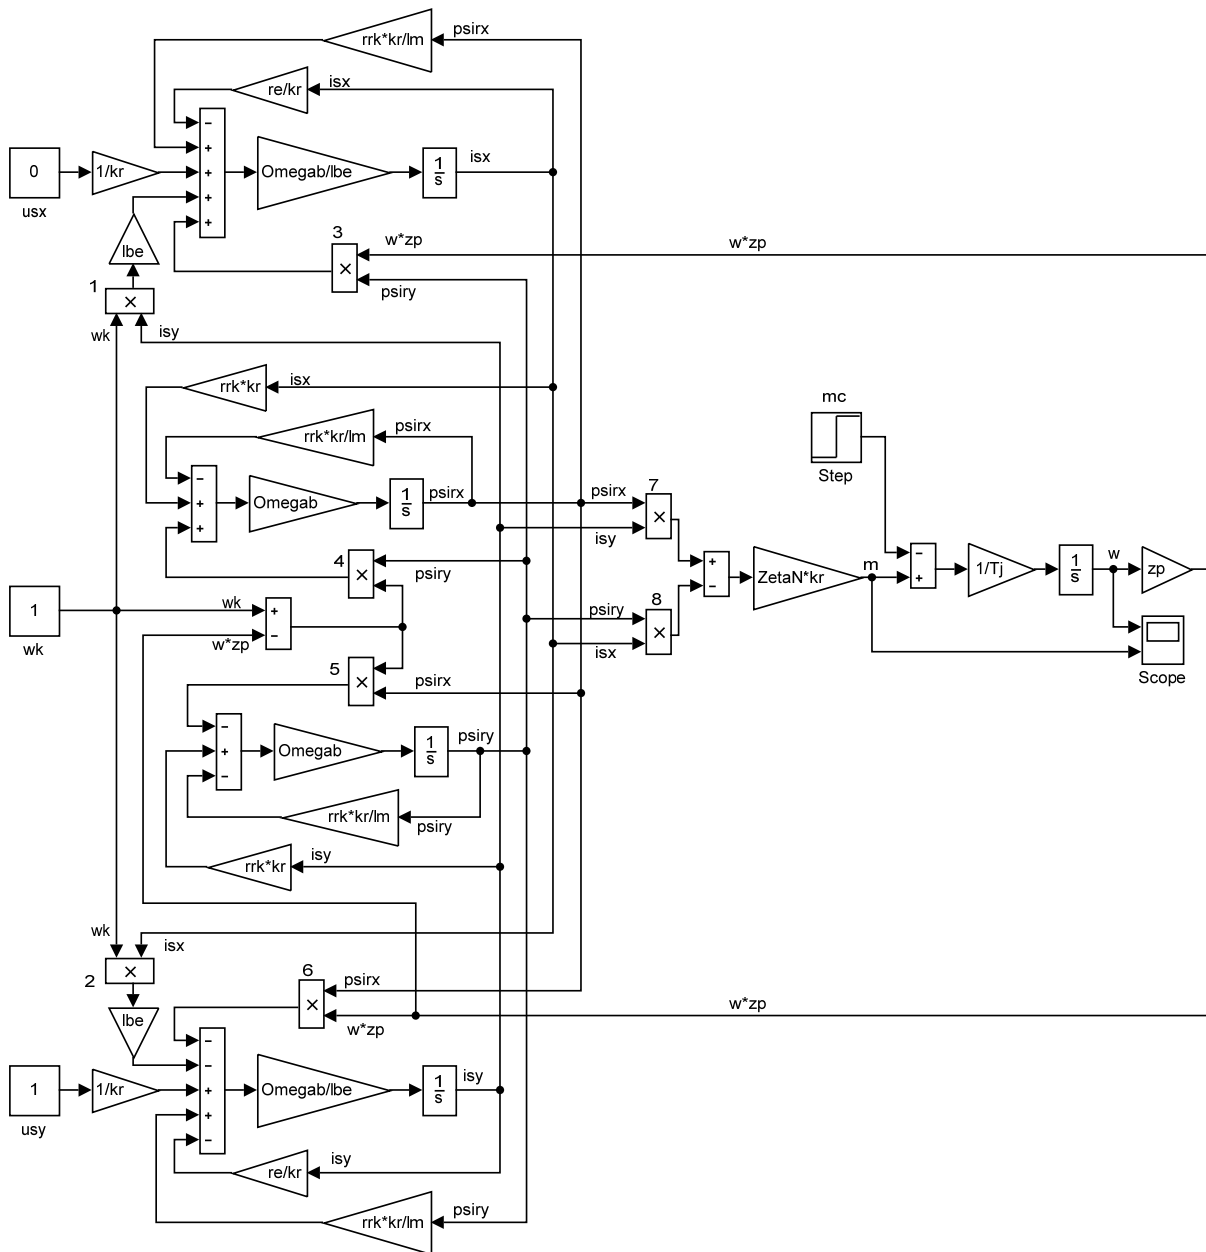 rrk*kr/lm psirx
re/kr isx
−
+
0 1/kr + Omegab/lbe 1/s isx
usx
+
+
lbe
3 w*zp w*zp
×
psiry
1
×
wk isy
rrk*kr isx
mc
rrk*kr/lm psirx
Step
−
+ Omegab 1/s psirx
+
psirx 7
×
isy
4 × psiry
+
−
ZetaN*kr m
−
+
1/Tj 1/s w zp
1 wk +
wk w*zp −
psiry 8
×
isx
Scope
5 × psirx
−
+ Omegab 1/s psiry
−
rrk*kr/lm psiry
rrk*kr isy
wk isx
2 ×
6 psirx
×
w*zp w*zp
lbe
−
−
1 1/kr + Omegab/lbe 1/s isy
usy
+
−
re/kr isy
rrk*kr/lm psiry